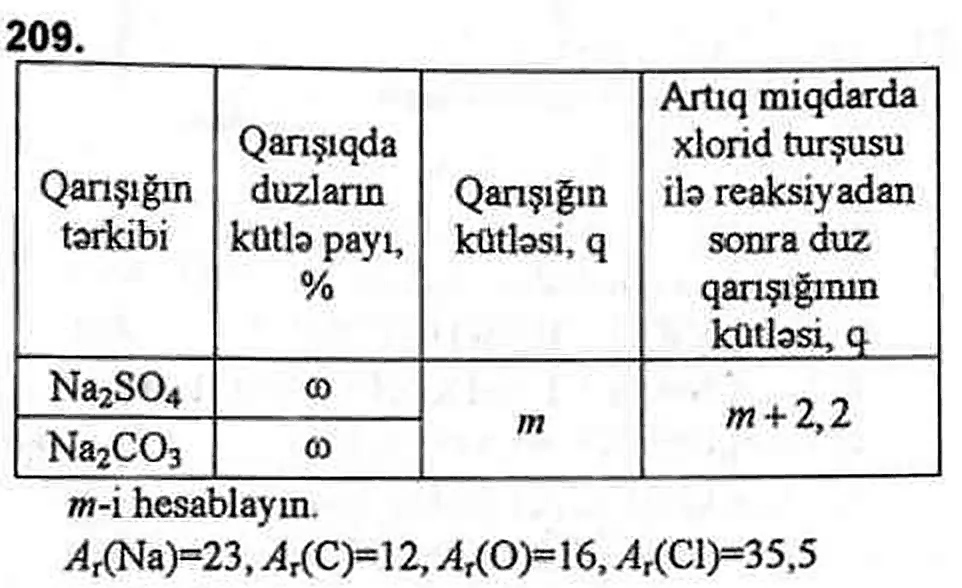 209.
Qarışığın tərkibi
Qarışıqda duzların kütlə payı, %
Qarışığın kütləsi, q
Artıq miqdarda xlorid turşusu ilə reaksiyadan sonra duz qarışığının kütləsi, q
Na₂SO₄
ω
m
m + 2,2
Na₂CO₃
ω
m-i hesablayın.
Aᵣ(Na)=23, Aᵣ(C)=12, Aᵣ(O)=16, Aᵣ(Cl)=35,5